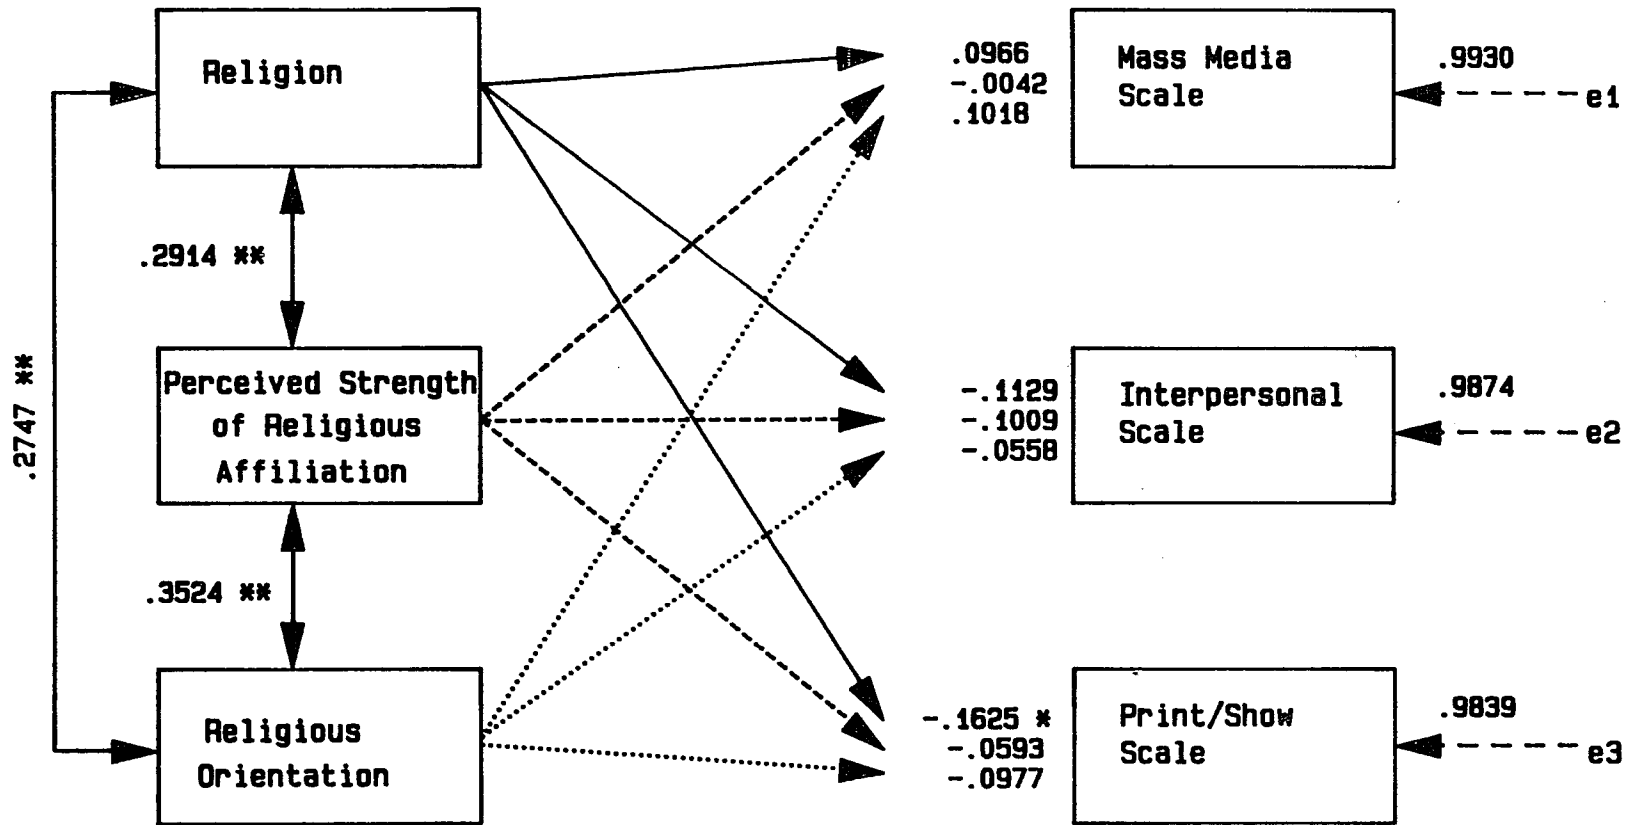 Religion
.0966
-.0042
.1018
Mass Media
Scale
.9930
e1
.2914 **
.2747 **
Perceived Strength
of Religious
Affiliation
-.1129
-.1009
-.0558
Interpersonal
Scale
.9874
e2
.3524 **
Religious
Orientation
-.1625 *
-.0593
-.0977
Print/Show
Scale
.9839
e3